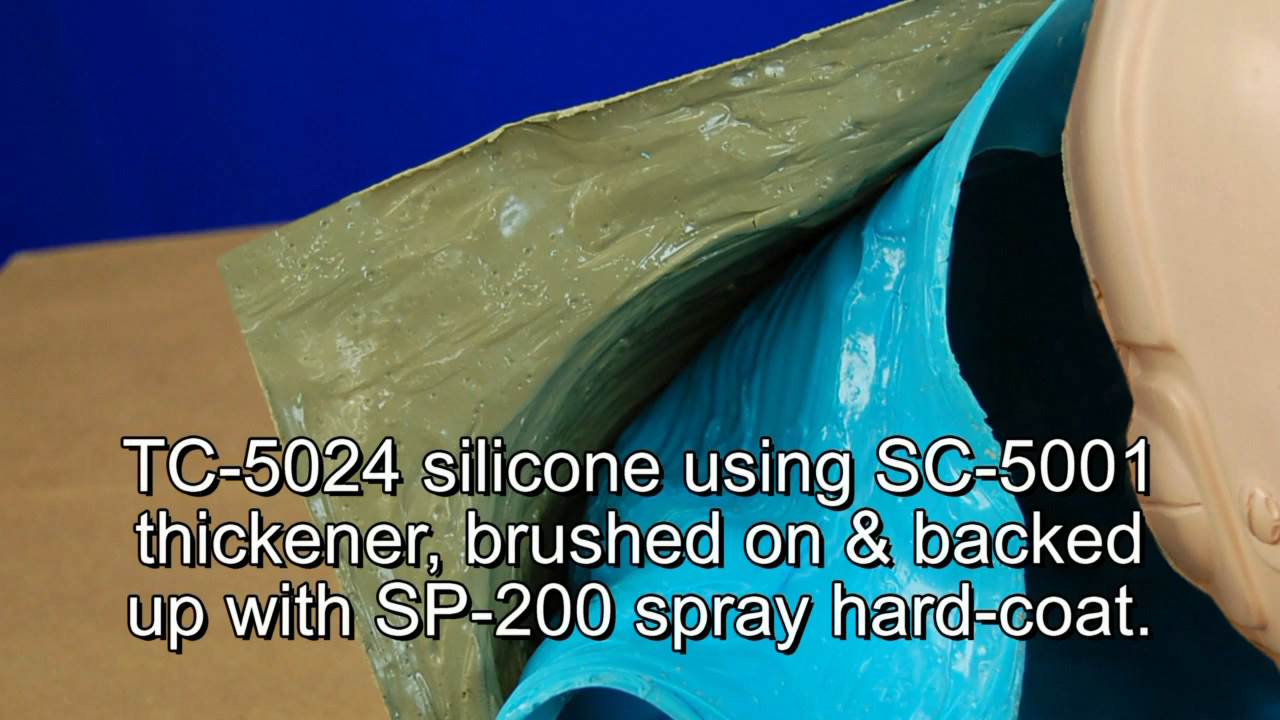 TC-5024 silicone using SC-5001
thickener, brushed on & backed
up with SP-200 spray hard-coat.